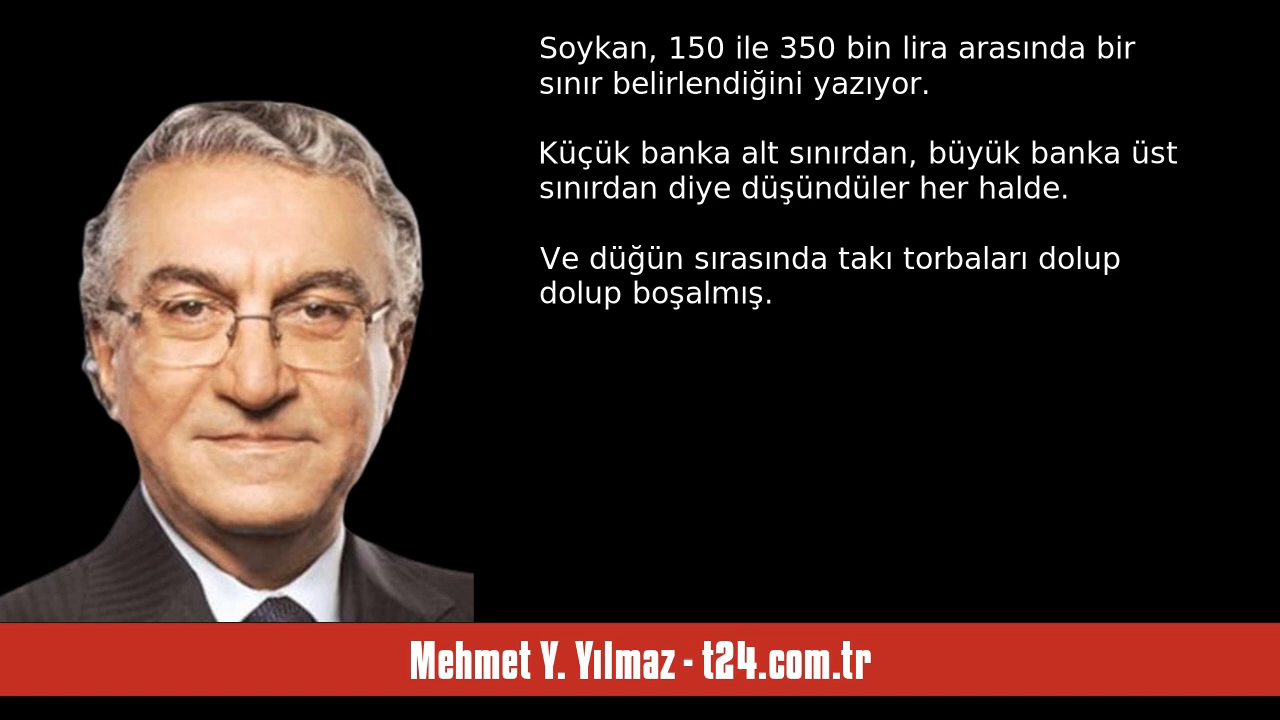 Soykan, 150 ile 350 bin lira arasında bir
sınır belirlendiğini yazıyor.
Küçük banka alt sınırdan, büyük banka üst
sınırdan diye düşündüler her halde.
Ve düğün sırasında takı torbaları dolup
dolup boşalmış.
Mehmet Y. Yılmaz - t24.com.tr